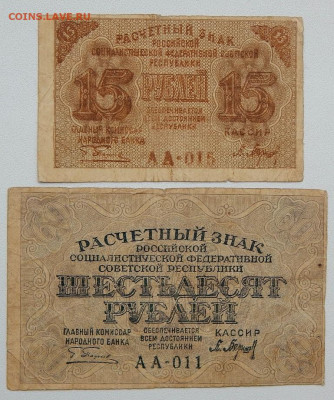 coins.LAVE.ru
РАСЧЕТНЫЙ ЗНАК
РОССИЙСКОЙ
СОЦИАЛИСТИЧЕСКОЙ ФЕДЕРАТИВНОЙ СОВЕТСКОЙ
РЕСПУБЛИКИ
15 РУБЛЕЙ 15
ОБЕСПЕЧИВАЕТСЯ
ВСЕМ ДОСТОЯНИЕМ
РЕСПУБЛИКИ
ГЛАВНЫЙ КОМИССАР
НАРОДНОГО БАНКА
КАССИР
АА-015
РАСЧЕТНЫЙ ЗНАК
РОССИЙСКОЙ
СОЦИАЛИСТИЧЕСКОЙ ФЕДЕРАТИВНОЙ
СОВЕТСКОЙ РЕСПУБЛИКИ
ШЕСТЬДЕСЯТ
РУБЛЕЙ
ГЛАВНЫЙ КОМИССАР
НАРОДНОГО БАНКА
ОБЕСПЕЧИВАЕТСЯ
ВСЕМ ДОСТОЯНИЕМ
РЕСПУБЛИКИ
КАССИР
АА-011